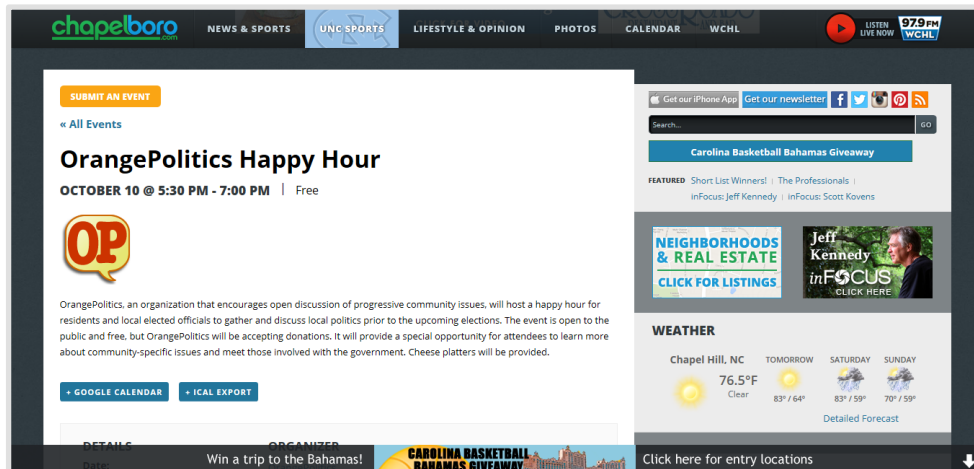 chapelboro
.com
NEWS & SPORTS
UNC SPORTS
LIFESTYLE & OPINION
PHOTOS
CALENDAR
WCHL
LISTEN
LIVE NOW
97.9 FM
WCHL
SUBMIT AN EVENT
« All Events
OrangePolitics Happy Hour
OCTOBER 10 @ 5:30 PM - 7:00 PM | Free
OP
OrangePolitics, an organization that encourages open discussion of progressive community issues, will host a happy hour for
residents and local elected officials to gather and discuss local politics prior to the upcoming elections. The event is open to the
public and free, but OrangePolitics will be accepting donations. It will provide a special opportunity for attendees to learn more
about community-specific issues and meet those involved with the government. Cheese platters will be provided.
+ GOOGLE CALENDAR
+ ICAL EXPORT
DETAILS
ORGANIZER
Date:
Get our iPhone App
Get our newsletter
Search...
GO
Carolina Basketball Bahamas Giveaway
FEATURED Short List Winners! | The Professionals |
inFocus: Jeff Kennedy | inFocus: Scott Kovens
NEIGHBORHOODS
& REAL ESTATE
CLICK FOR LISTINGS
Jeff
Kennedy
inFOCUS
CLICK HERE
WEATHER
Chapel Hill, NC
76.5°F
Clear
TOMORROW
83° / 64°
SATURDAY
83° / 59°
SUNDAY
70° / 59°
Detailed Forecast
Win a trip to the Bahamas!
CAROLINA BASKETBALL
BAHAMAS GIVEAWAY
Click here for entry locations